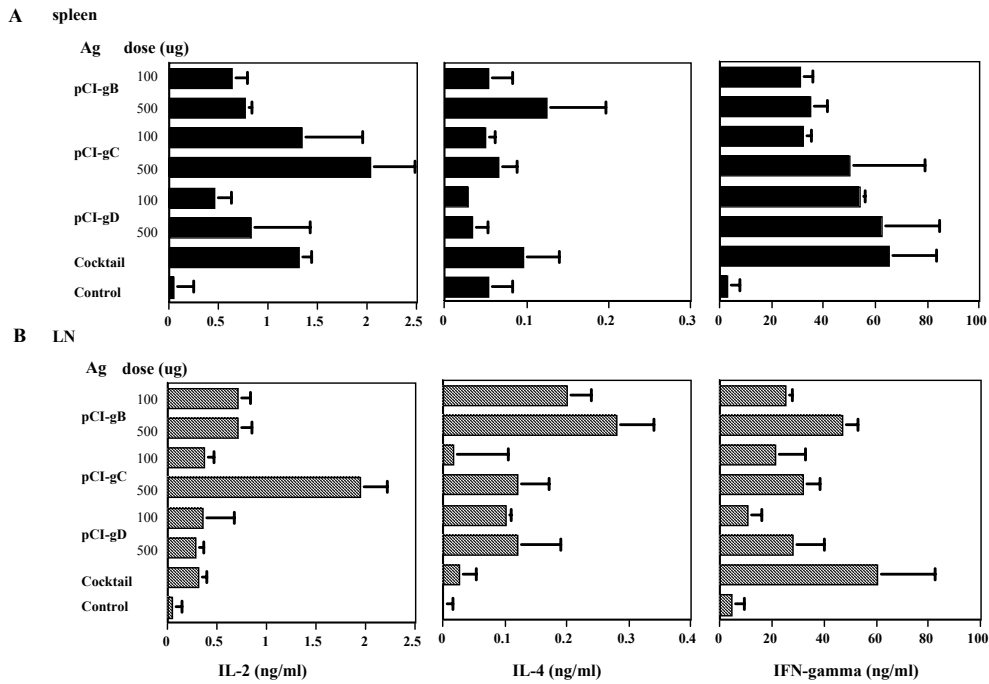 A spleen
Ag dose (ug)
pCI-gB 100
500
pCI-gC 100
500
pCI-gD 100
500
Cocktail
Control
0 0.5 1 1.5 2 2.5
0 0.1 0.2 0.3
0 20 40 60 80 100
B LN
Ag dose (ug)
pCI-gB 100
500
pCI-gC 100
500
pCI-gD 100
500
Cocktail
Control
0 0.5 1 1.5 2 2.5
0 0.1 0.2 0.3 0.4
0 20 40 60 80 100
IL-2 (ng/ml) IL-4 (ng/ml) IFN-gamma (ng/ml)